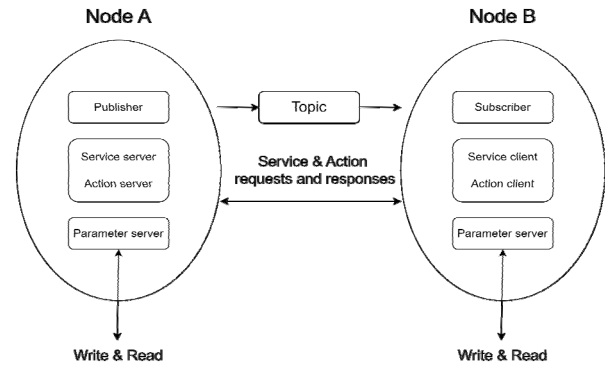 Node A
Node B
Publisher
Topic
Subscriber
Service server
Action server
Service & Action
requests and responses
Service client
Action client
Parameter server
Parameter server
Write & Read
Write & Read